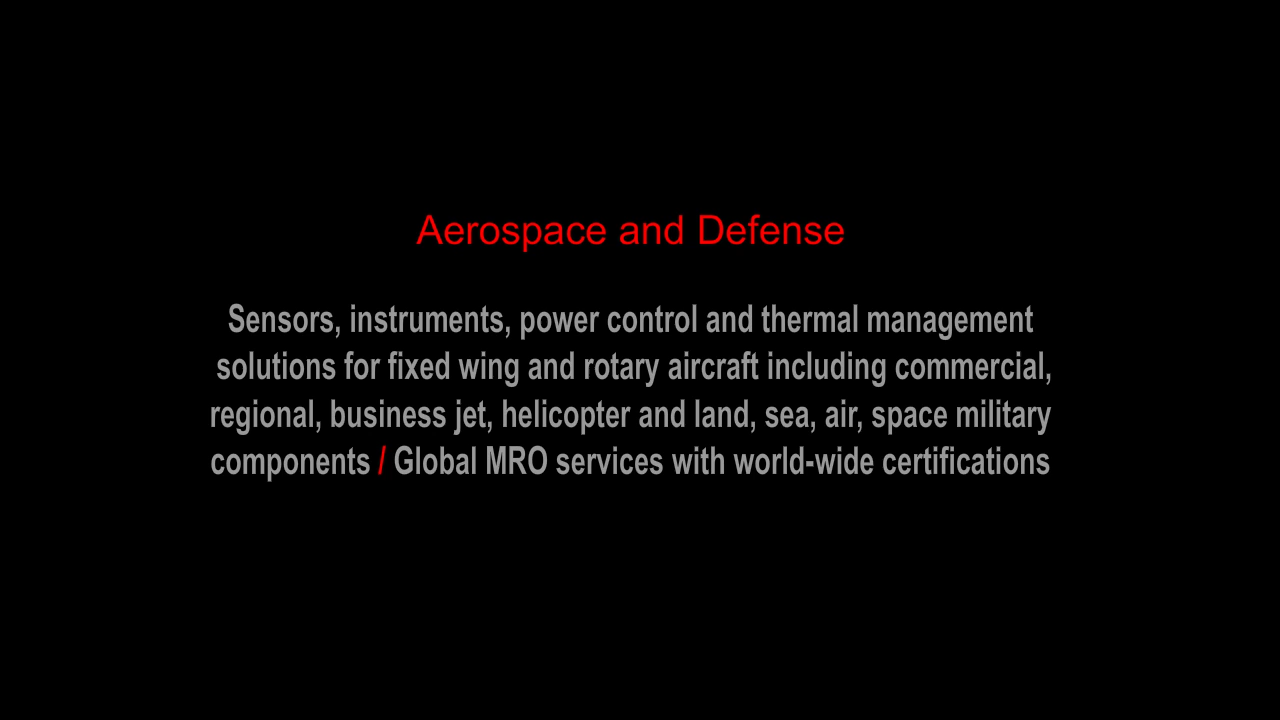 Aerospace and Defense
Sensors, instruments, power control and thermal management
solutions for fixed wing and rotary aircraft including commercial,
regional, business jet, helicopter and land, sea, air, space military
components / Global MRO services with world-wide certifications